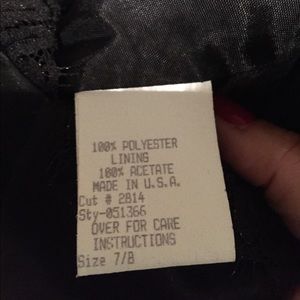 100% POLYESTER
LINING
100% ACETATE
MADE IN U.S.A.
Cut # 2814
Sty-051366
OVER FOR CARE
INSTRUCTIONS
Size 7/8